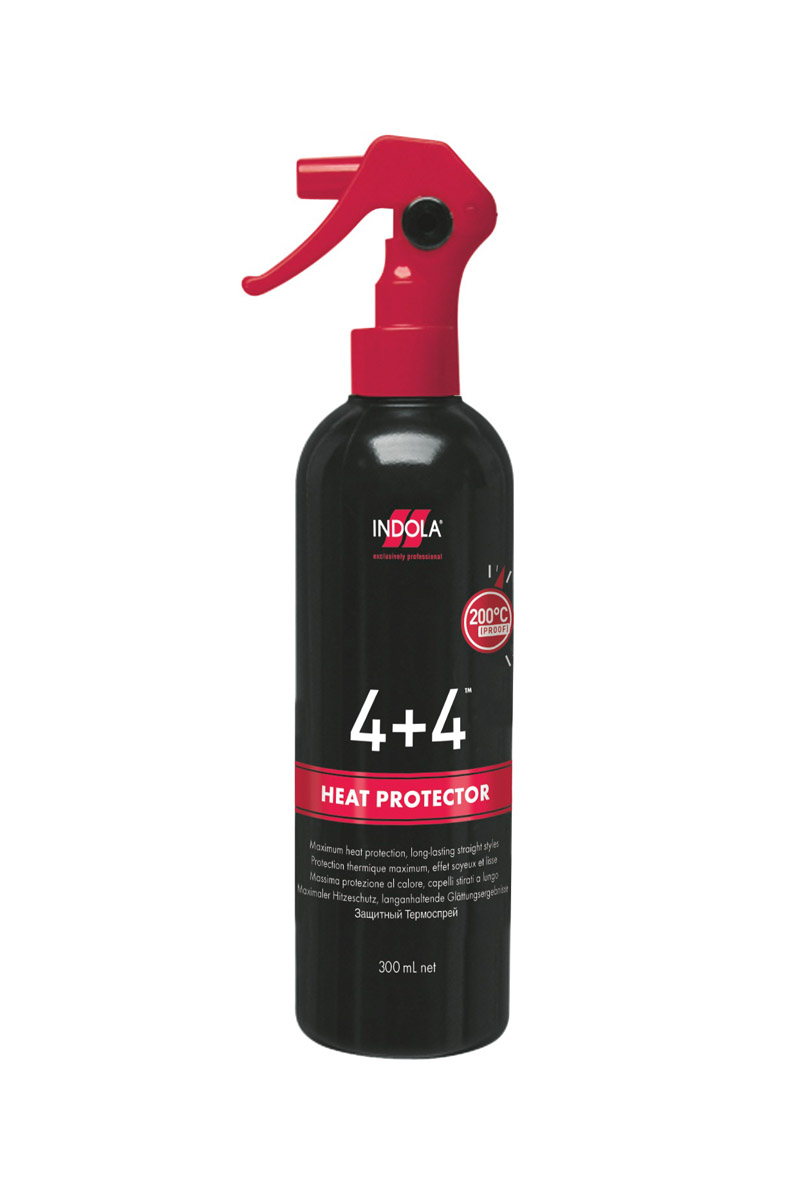 INDOLA®
exclusively professional
200°C
PROOF
4+4™
HEAT PROTECTOR
Maximum heat protection, long-lasting straight styles
Protection thermique maximum, effet soyeux et lisse
Massima protezione al calore, capelli stirati a lungo
Maximaler Hitzeschutz, langanhaltende Glättungsergebnisse
Защитный Термоспрей
300 mL net